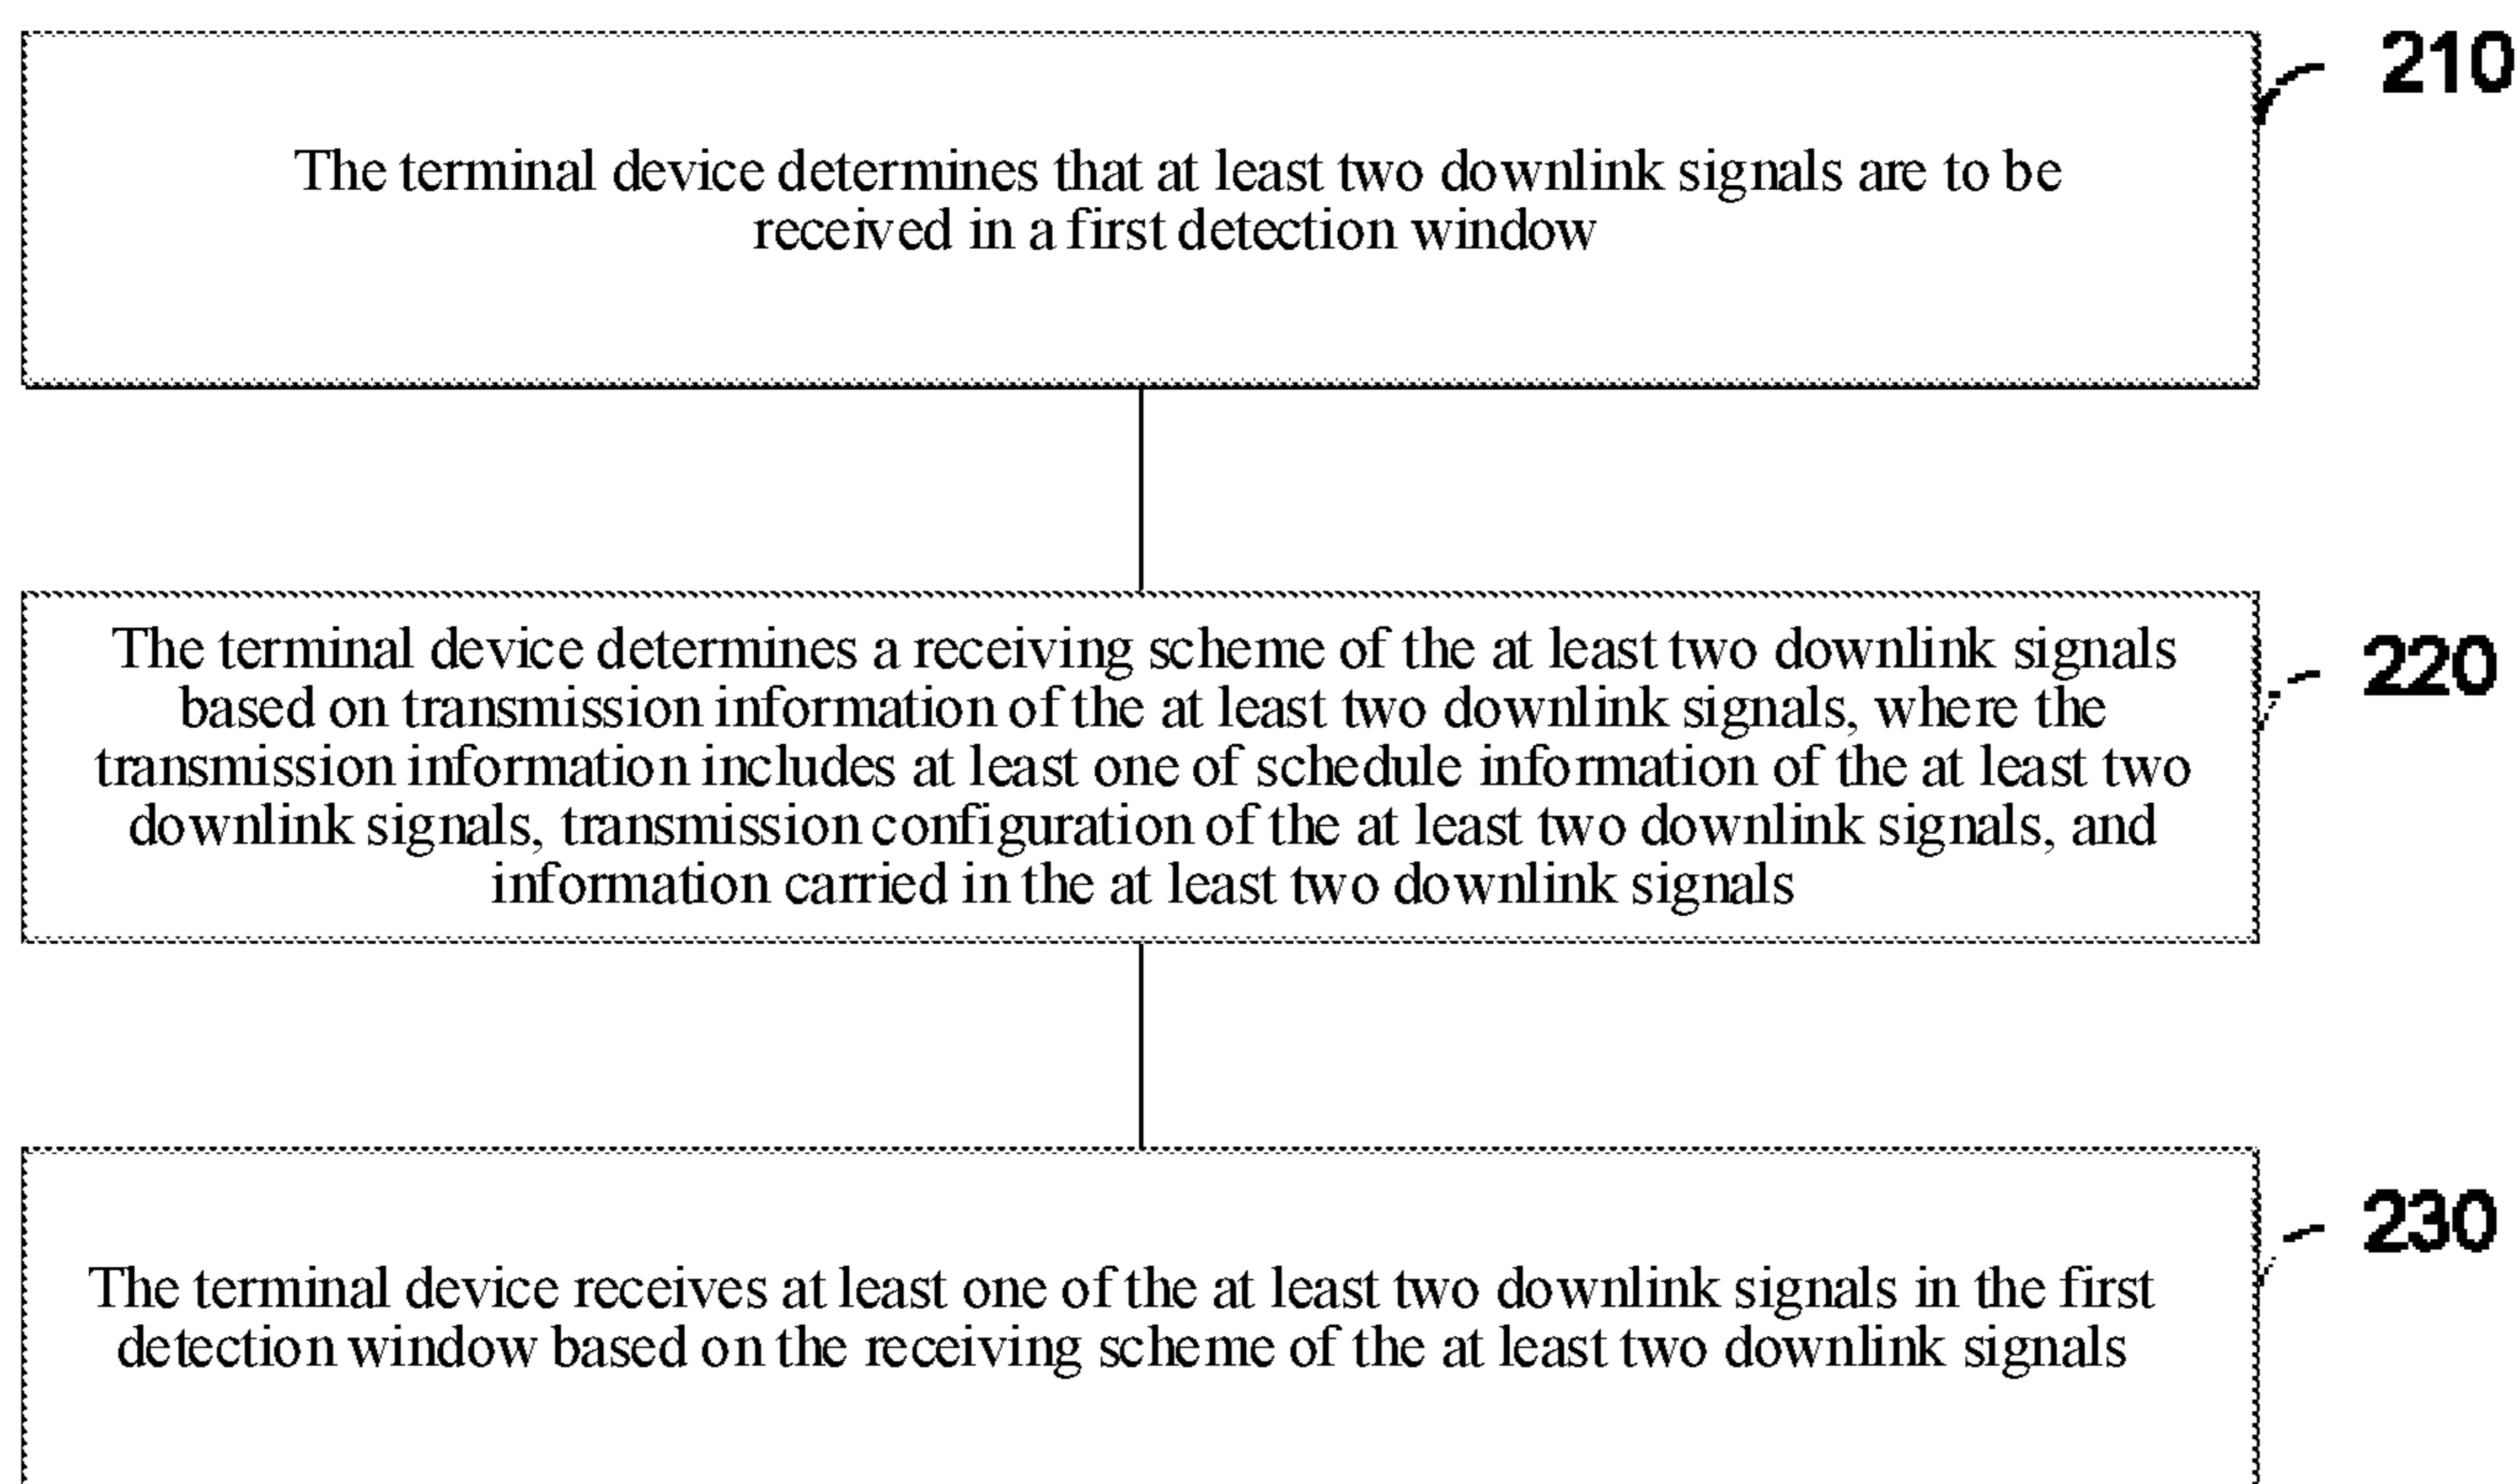 210
The terminal device determines that at least two downlink signals are to be
received in a first detection window
220
The terminal device determines a receiving scheme of the at least two downlink signals
based on transmission information of the at least two downlink signals, where the
transmission information includes at least one of schedule information of the at least two
downlink signals, transmission configuration of the at least two downlink signals, and
information carried in the at least two downlink signals
230
The terminal device receives at least one of the at least two downlink signals in the first
detection window based on the receiving scheme of the at least two downlink signals